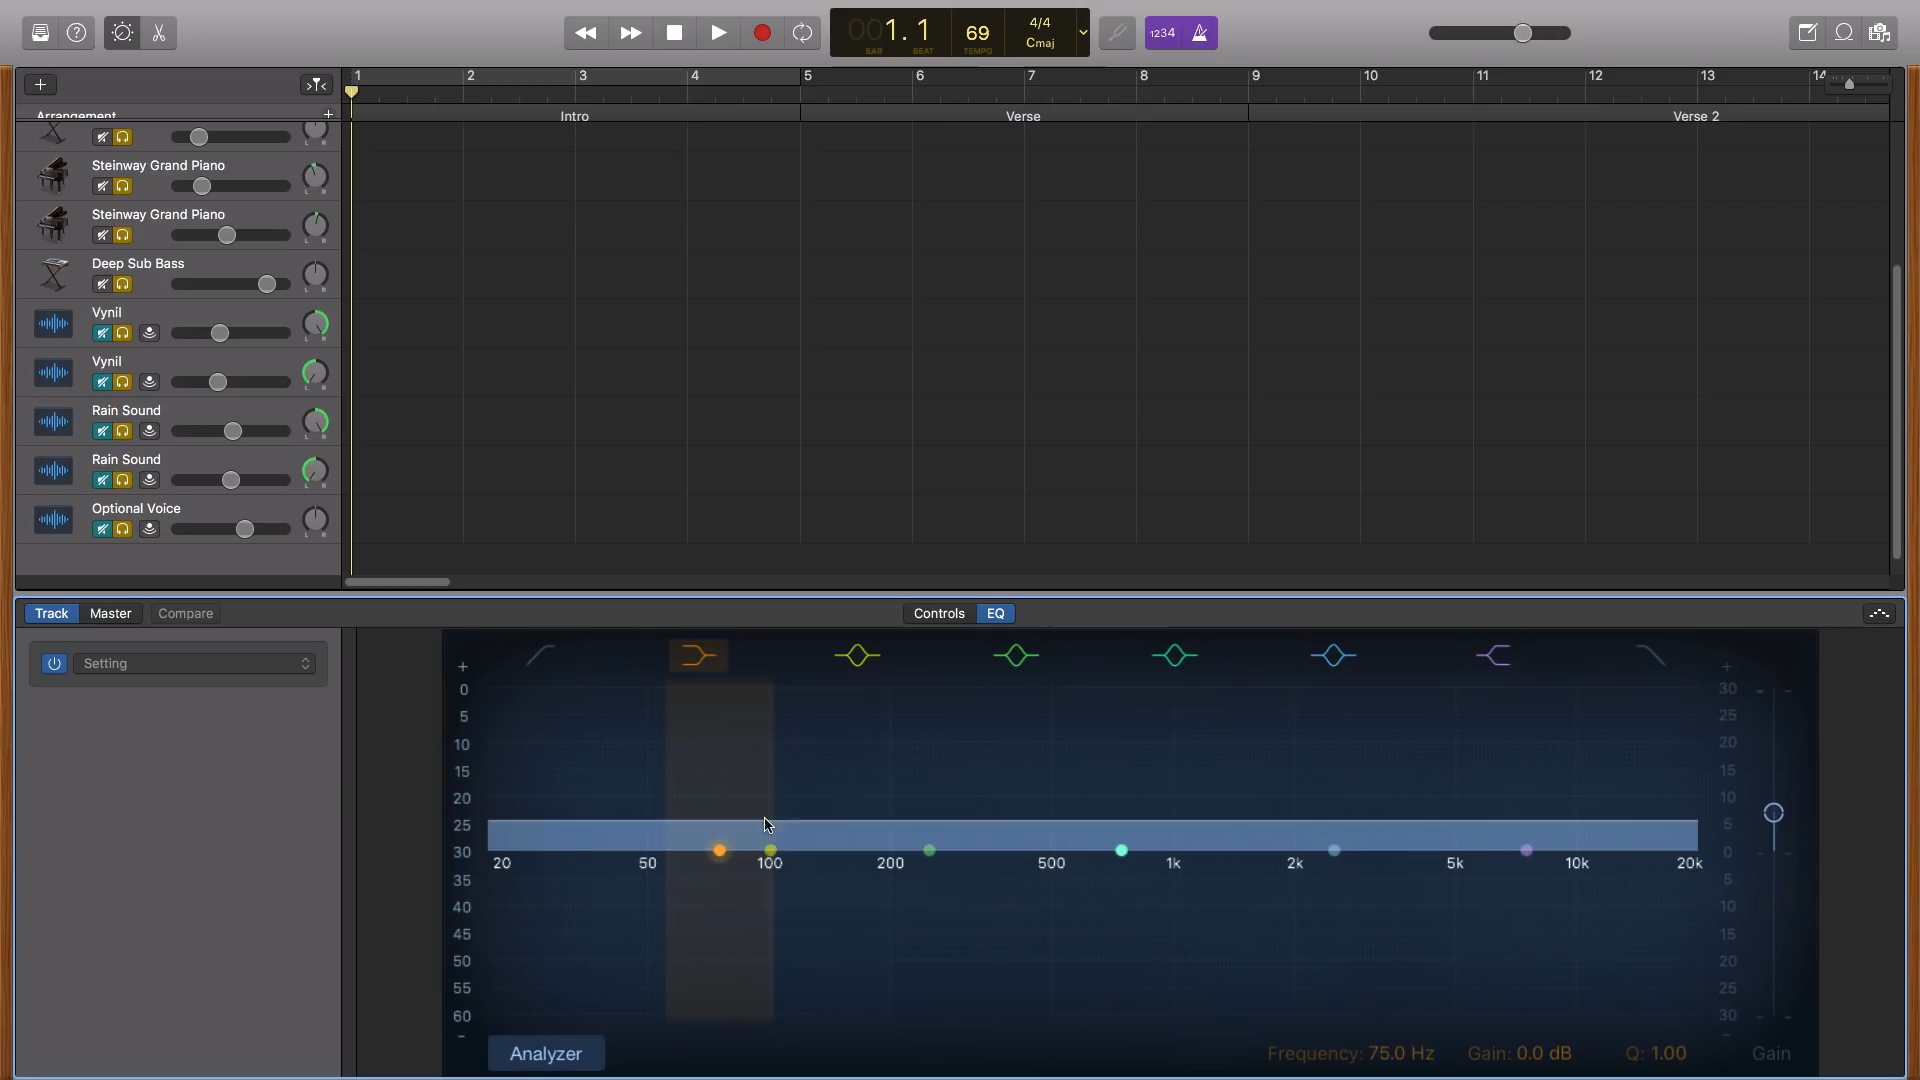 001. 1
BAR BEAT
69
TEMPO
4/4
Cmaj
1234
1 2 3 4 5 6 7 8 9 10 11 12 13 14
Arrangement
Intro Verse Verse 2
L R
Steinway Grand Piano
L R
Steinway Grand Piano
L R
Deep Sub Bass
L R
Vynil
L R
Vynil
L R
Rain Sound
L R
Rain Sound
L R
Optional Voice
L R
Track Master Compare Controls EQ
Setting
+ +
0 30
5 25
10 20
15 15
20 10
25 5
30 0
20 50 100 200 500 1k 2k 5k 10k 20k
35 5
40 10
45 15
50 20
55 25
60 30
- -
Analyzer Frequency: 75.0 Hz Gain: 0.0 dB Q: 1.00 Gain